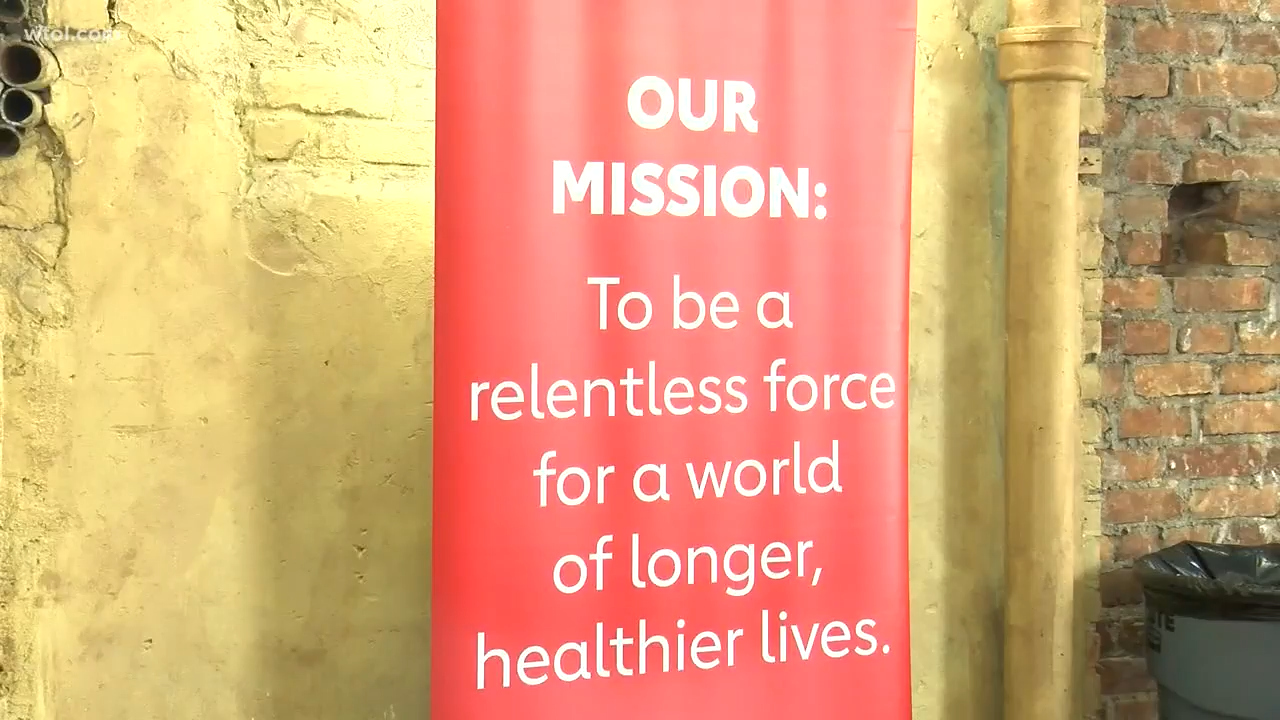 wtol.com
OUR
MISSION:
To be a
relentless force
for a world
of longer,
healthier lives.